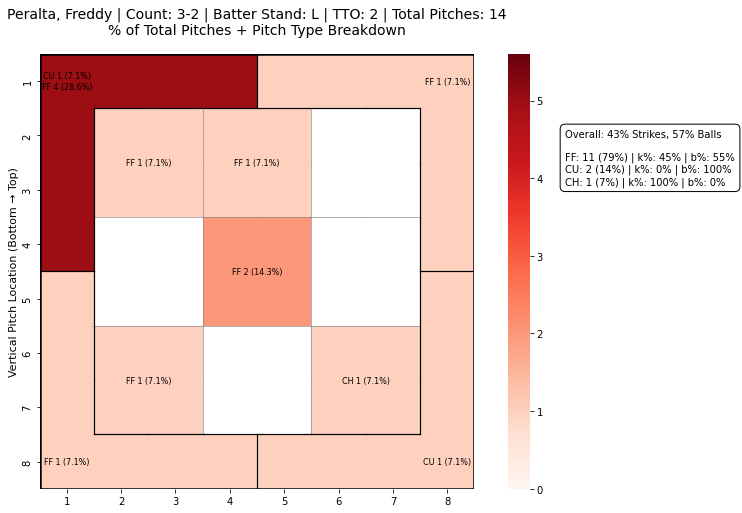 Peralta, Freddy | Count: 3-2 | Batter Stand: L | TTO: 2 | Total Pitches: 14
% of Total Pitches + Pitch Type Breakdown
CU 1 (7.1%)
FF 4 (28.6%)
FF 1 (7.1%)
FF 1 (7.1%)
FF 1 (7.1%)
FF 2 (14.3%)
FF 1 (7.1%)
CH 1 (7.1%)
FF 1 (7.1%)
CU 1 (7.1%)
Vertical Pitch Location (Bottom → Top)
1
2
3
4
5
6
7
8
1
2
3
4
5
6
7
8
5
4
3
2
1
0
Overall: 43% Strikes, 57% Balls
FF: 11 (79%) | k%: 45% | b%: 55%
CU: 2 (14%) | k%: 0% | b%: 100%
CH: 1 (7%) | k%: 100% | b%: 0%